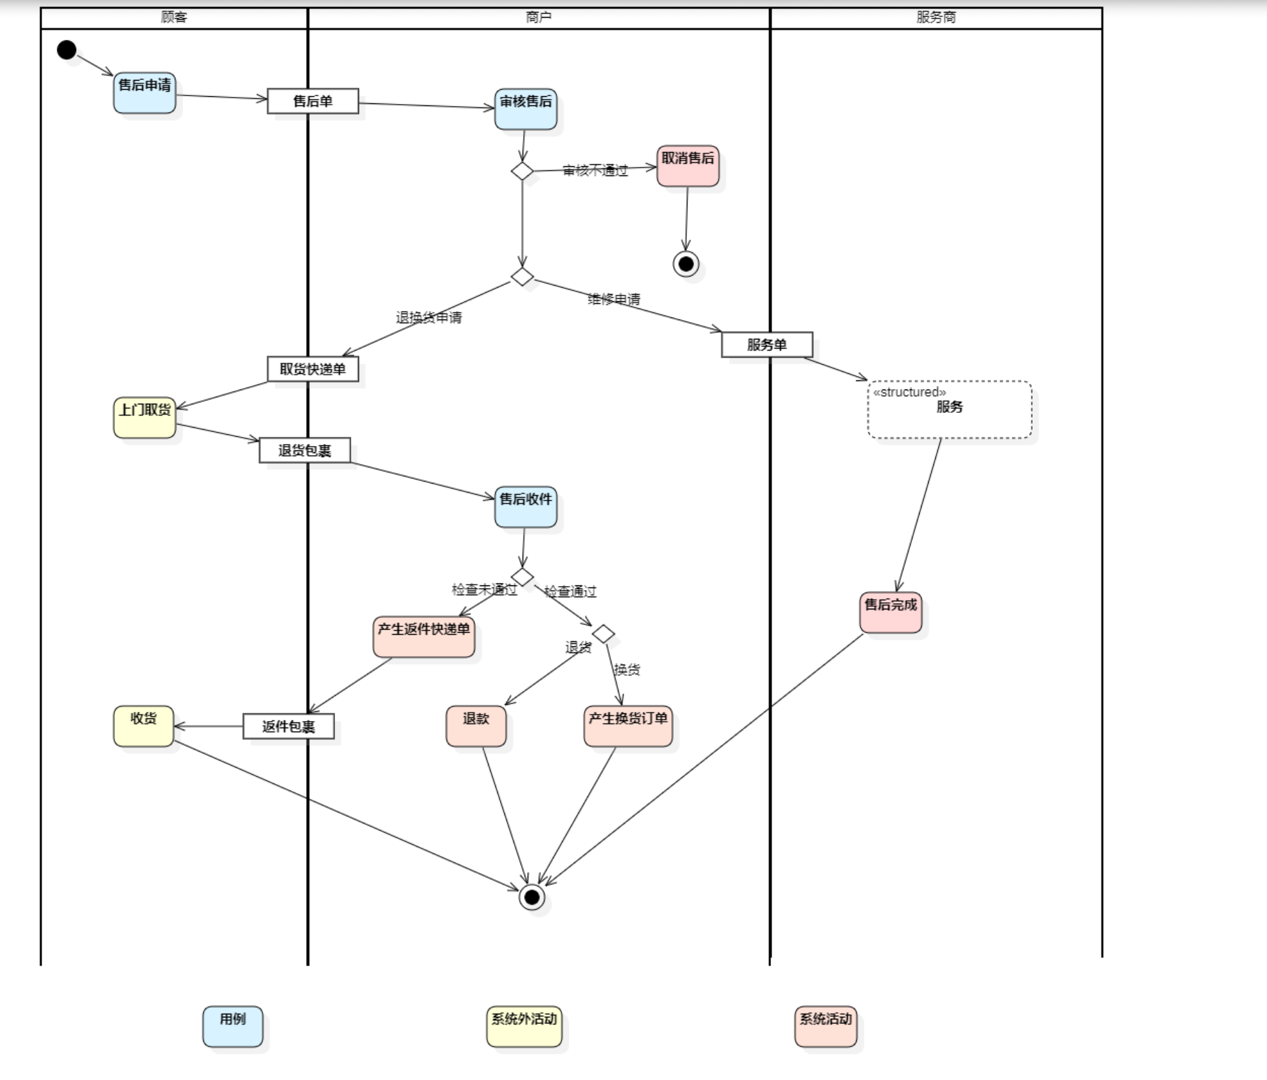 顾客
商户
服务商
售后申请
售后单
审核售后
审核不通过
取消售后
维修申请
退换货申请
服务单
取货快递单
«structured»
服务
上门取货
退货包裹
售后收件
检查未通过
检查通过
售后完成
产生返件快递单
退货
换货
收货
返件包裹
退款
产生换货订单
用例
系统外活动
系统活动